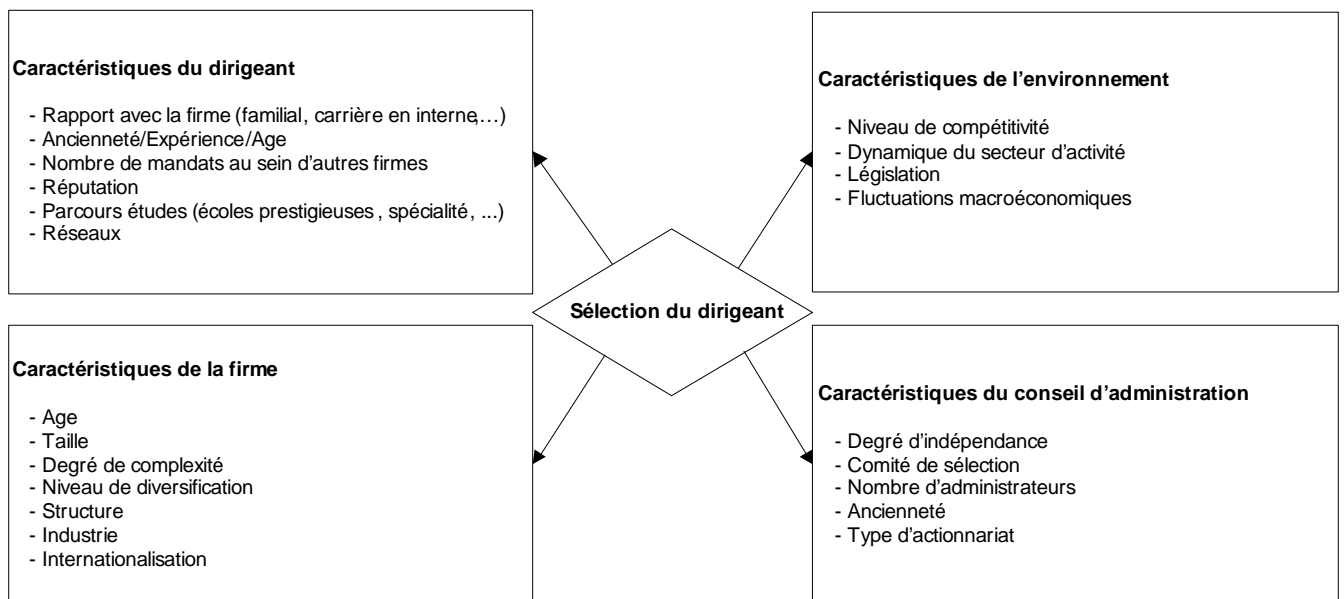 Caractéristiques du dirigeant
- Rapport avec la firme (familial, carrière en interne,…)
- Ancienneté/Expérience/Age
- Nombre de mandats au sein d’autres firmes
- Réputation
- Parcours études (écoles prestigieuses, spécialité, ...)
- Réseaux
Caractéristiques de l’environnement
- Niveau de compétitivité
- Dynamique du secteur d’activité
- Législation
- Fluctuations macroéconomiques
Sélection du dirigeant
Caractéristiques de la firme
- Age
- Taille
- Degré de complexité
- Niveau de diversification
- Structure
- Industrie
- Internationalisation
Caractéristiques du conseil d’administration
- Degré d’indépendance
- Comité de sélection
- Nombre d’administrateurs
- Ancienneté
- Type d’actionnariat